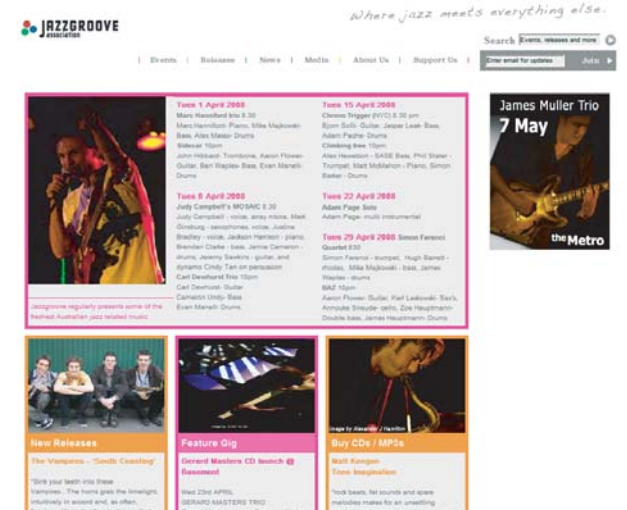 Where jazz meets everything else.
JAZZGROOVE
association
Search Events, releases and more
| Events | Releases | News | Media | About Us | Support Us |
Enter email for updates Join
Tues 1 April 2008
Marc Hannaford trio 8.30
Marc Hannford- Piano, Mike Majkowski-
Bass, Alex Masso- Drums
Sidecar 10pm
John Hibbard- Trombone, Aaron Flower-
Guitar, Ben Waples- Bass, Evan Mannell-
Drums
Tues 8 April 2008
Judy Campbell's MOSAIC 8.30
Judy Campbell - voice, array mbira, Mark
Ginsburg - saxophones, voice, Justine
Bradley - voice, Jackson Harrison - piano,
Brendan Clarke - bass, Jamie Cameron -
drums, Jeremy Sawkins - guitar, and
dynamo Cindy Tan on percussion
Carl Dewhurst Trio 10pm
Carl Dewhurst- Guitar
Cameron Undy- Bass
Evan Mannell- Drums
Tues 15 April 2008
Chrono Trigger (NYC) 8.30 pm
Bjorn Solli- Guitar, Jasper Leak- Bass,
Adam Pache- Drums
Climbing tree 10pm
Alex Hewetson - BASE Bass, Phil Slater -
Trumpet, Matt McMahon - Piano, Simon
Barker - Drums
Tues 22 April 2008
Adam Page Solo
Adam Page- multi instrumental
Tues 29 April 2008 Simon Ferenci
Quartet 8.30
Simon Ferenci - trumpet, Hugh Barrett -
rhodes, Mike Majkowski - bass, James
Waples - drums
BAZ 10pm
Aaron Flower- Guitar, Karl Laskowski- Sax's,
Double bass, James Hauptmann- Drums
Jazzgroove regularly presents some of the
freshest Australian jazz related music
James Muller Trio
7 May
the Metro
Image by Alexander J Hamilton
New Releases
The Vampires - 'South Coasting'
"Sink your teeth into these
Vampires.. The horns grab the limelight,
intuitively in accord and, as often,
Feature Gig
Gerard Masters CD launch @
Basement
Wed 23rd APRIL
GERARD MASTERS TRIO
Buy CDs / MP3s
Matt Keegan
Tone Imagination
"rock beats, fat sounds and spare
melodies makes for an unsettling